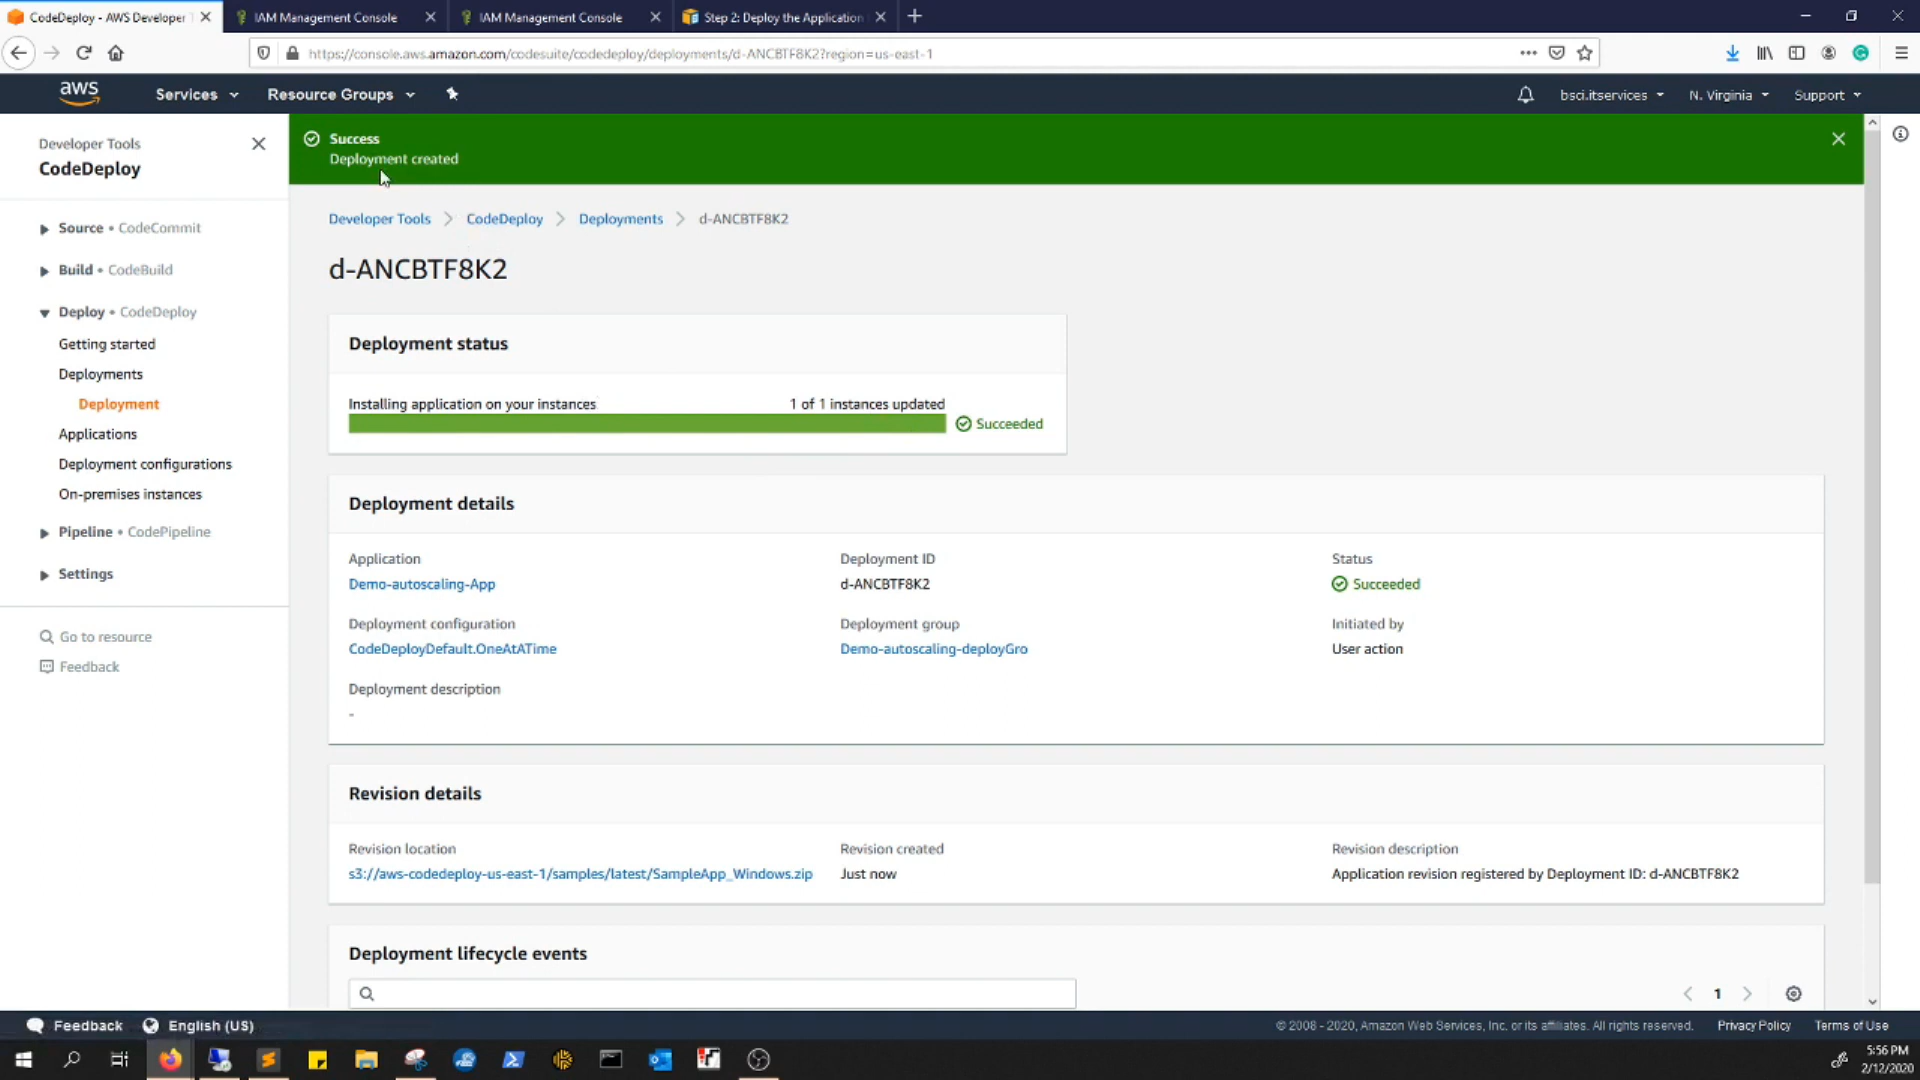 CodeDeploy - AWS Developer T
IAM Management Console
IAM Management Console
Step 2: Deploy the Application
https://console.aws.amazon.com/codesuite/codedeploy/deployments/d-ANCBTF8K2?region=us-east-1
aws
Services
Resource Groups
bsci.itservices
N. Virginia
Support
Developer Tools
CodeDeploy
Source • CodeCommit
Build • CodeBuild
Deploy • CodeDeploy
Getting started
Deployments
Deployment
Applications
Deployment configurations
On-premises instances
Pipeline • CodePipeline
Settings
Go to resource
Feedback
Success
Deployment created
Developer Tools > CodeDeploy > Deployments > d-ANCBTF8K2
d-ANCBTF8K2
Deployment status
Installing application on your instances
1 of 1 instances updated
Succeeded
Deployment details
Application
Demo-autoscaling-App
Deployment ID
d-ANCBTF8K2
Status
Succeeded
Deployment configuration
CodeDeployDefault.OneAtATime
Deployment group
Demo-autoscaling-deployGro
Initiated by
User action
Deployment description
-
Revision details
Revision location
s3://aws-codedeploy-us-east-1/samples/latest/SampleApp_Windows.zip
Revision created
Just now
Revision description
Application revision registered by Deployment ID: d-ANCBTF8K2
Deployment lifecycle events
1
Feedback
English (US)
© 2008 - 2020, Amazon Web Services, Inc. or its affiliates. All rights reserved.
Privacy Policy
Terms of Use
5:56 PM
2/12/2020